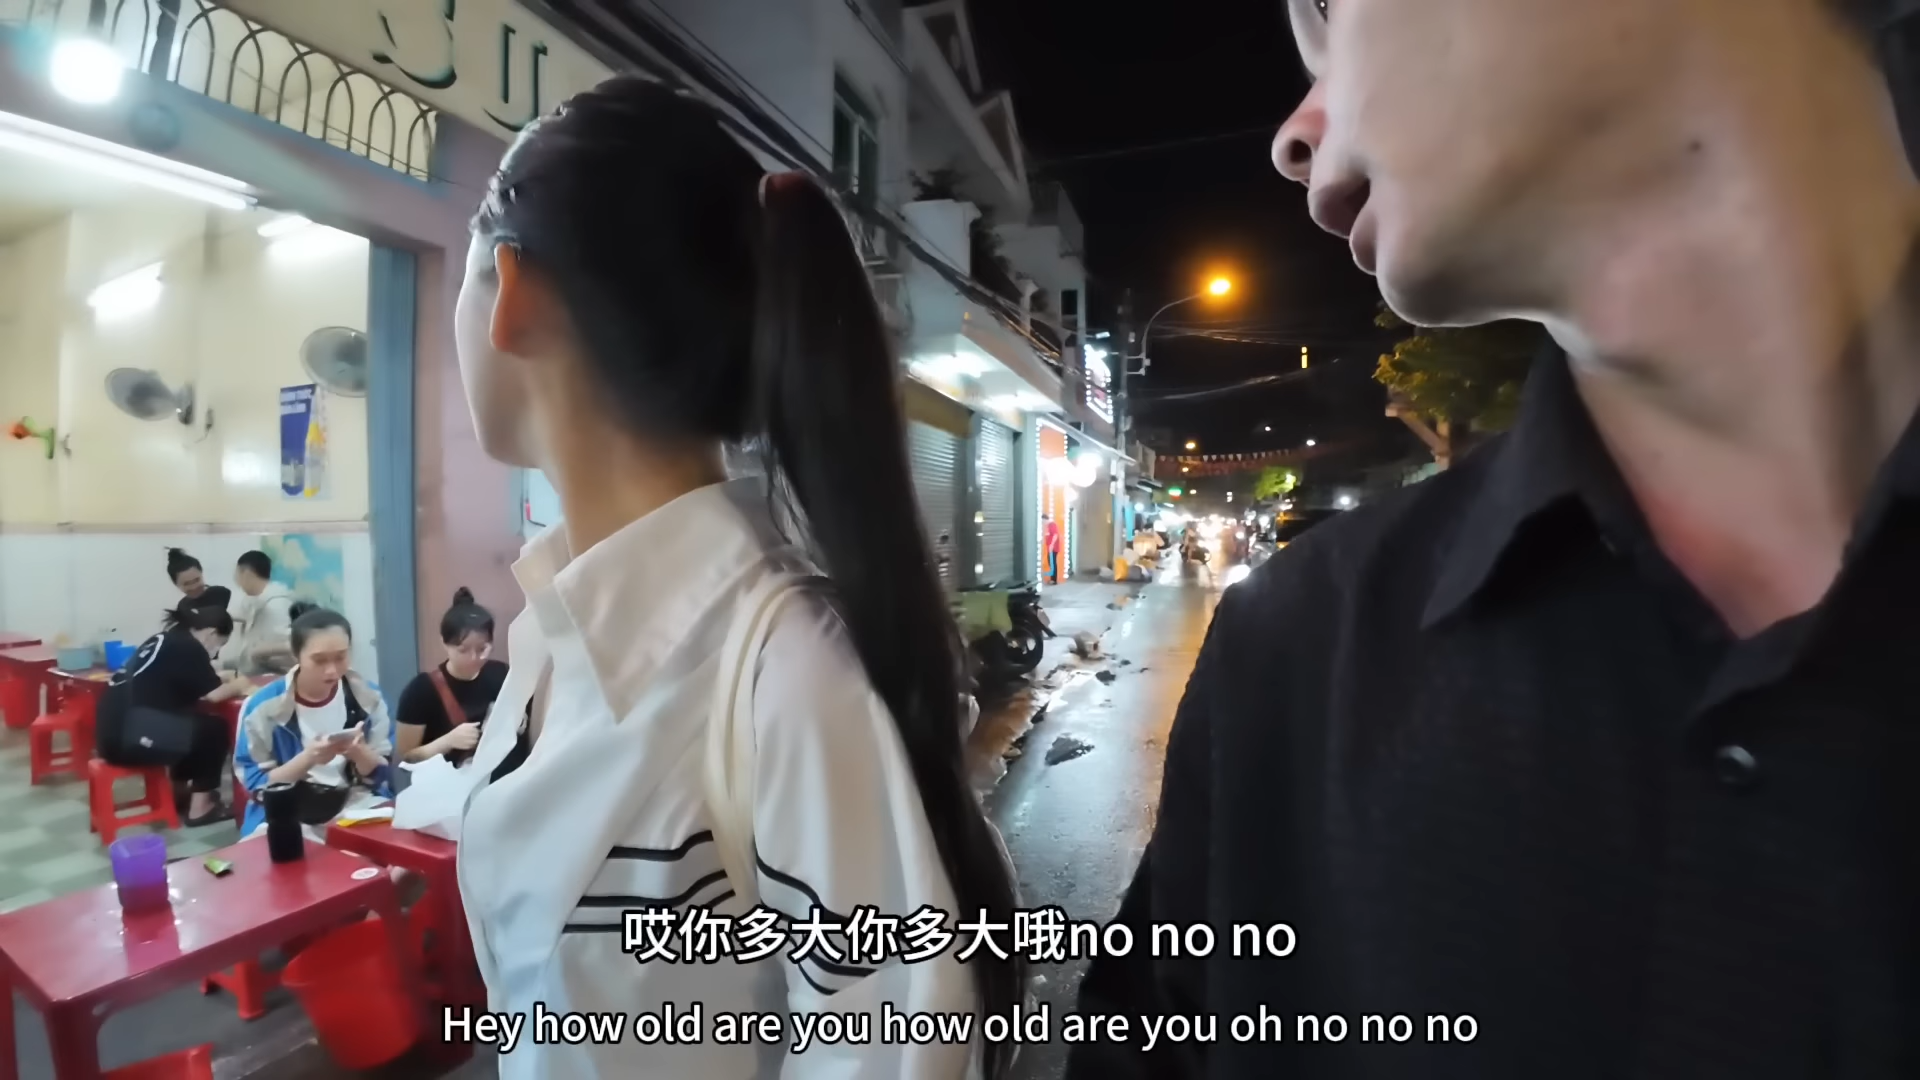 哎你多大你多大哦no no no
Hey how old are you how old are you oh no no no